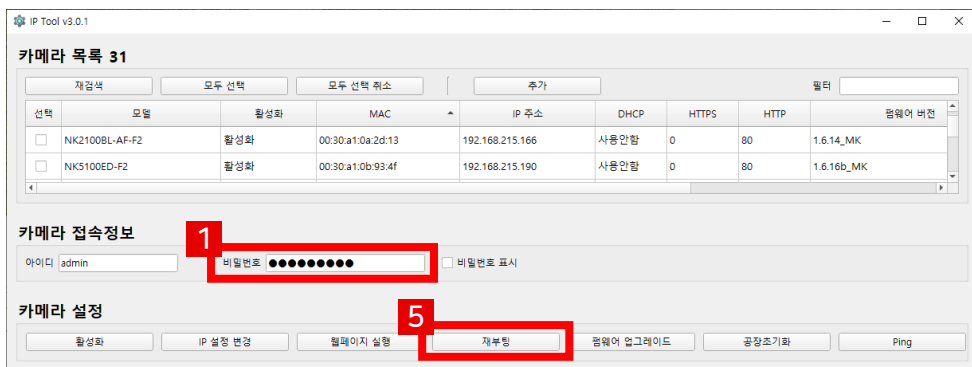 IP Tool v3.0.1
카메라 목록 31
재검색 모두 선택 모두 선택 취소 추가 필터
선택 모델 활성화 MAC IP 주소 DHCP HTTPS HTTP 펌웨어 버전
NK2100BL-AF-F2 활성화 00:30:a1:0a:2d:13 192.168.215.166 사용안함 0 80 1.6.14_MK
NK5100ED-F2 활성화 00:30:a1:0b:93:4f 192.168.215.190 사용안함 0 80 1.6.16b_MK
카메라 접속정보
1
아이디 admin 비밀번호 ●●●●●●●●● 비밀번호 표시
카메라 설정
5
활성화 IP 설정 변경 웹페이지 실행 재부팅 펌웨어 업그레이드 공장초기화 Ping